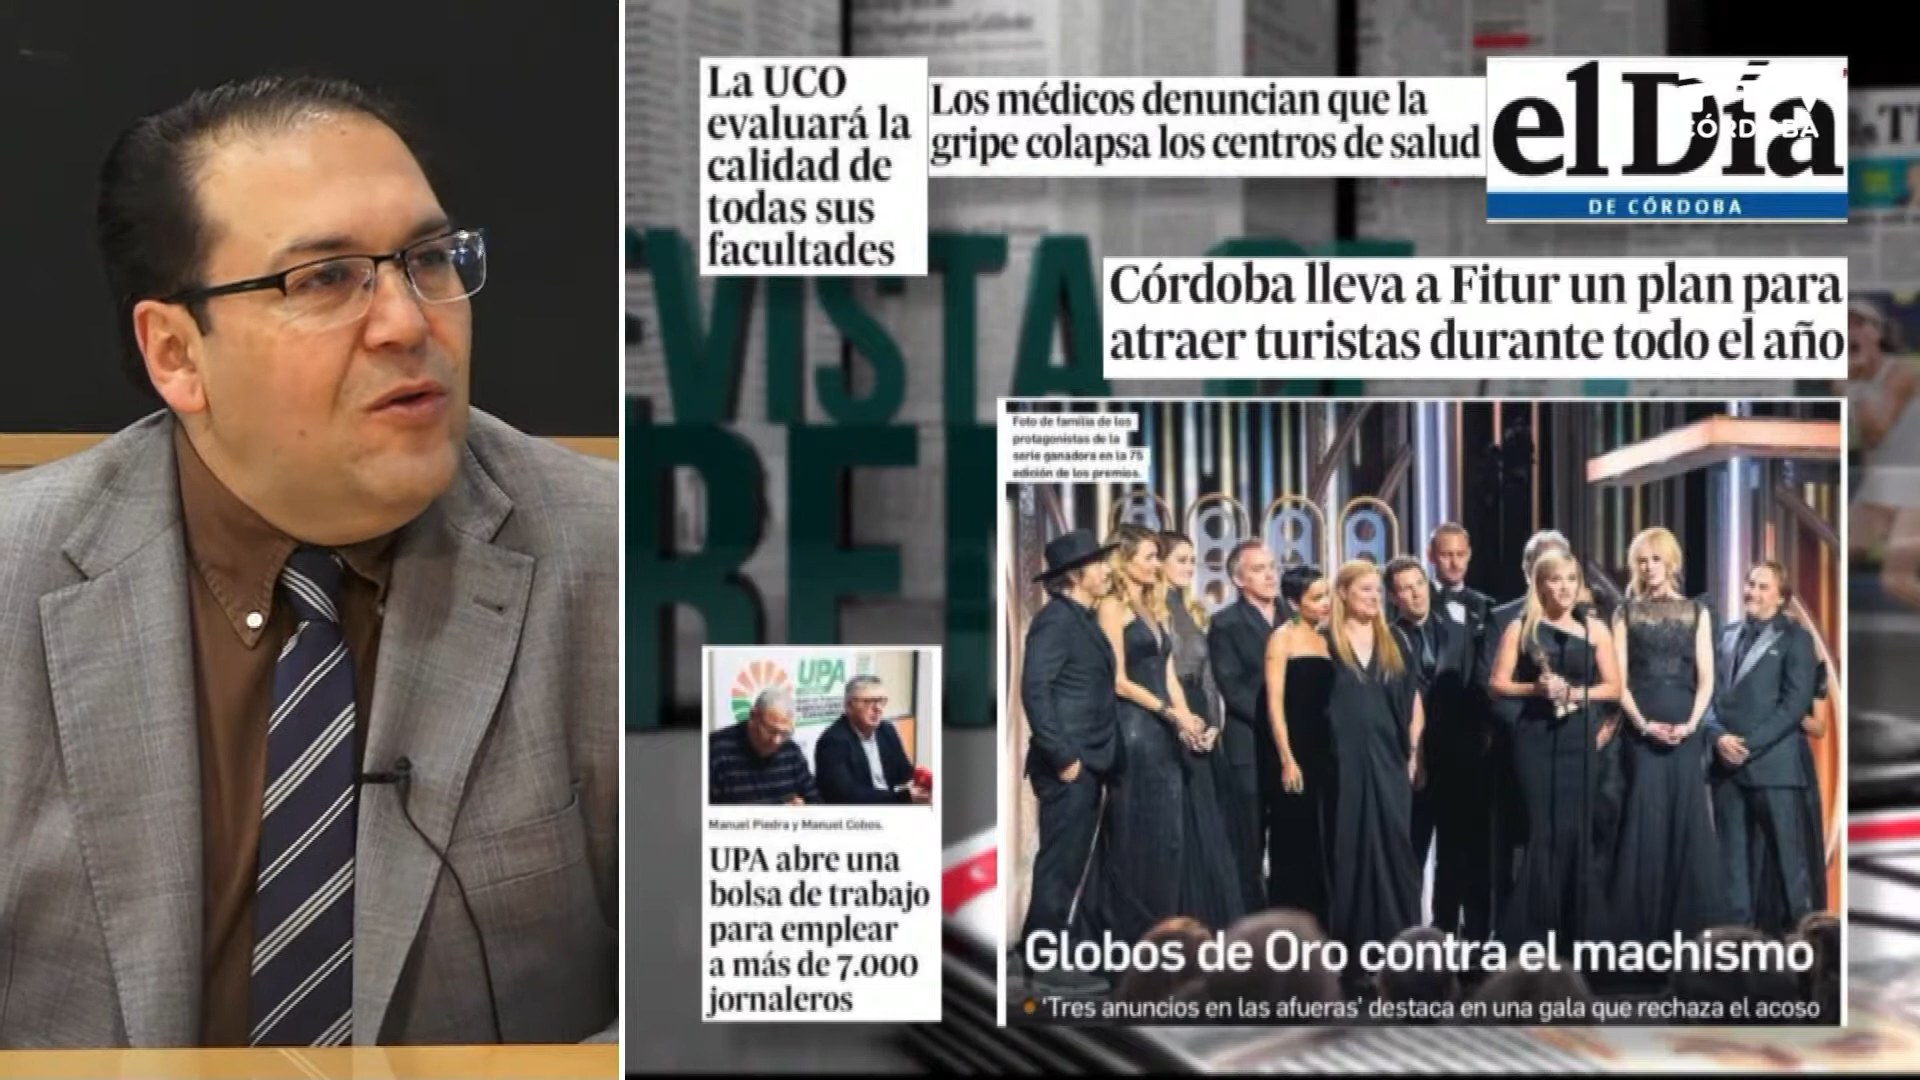 La UCO
evaluará la
calidad de
todas sus
facultades
Los médicos denuncian que la
gripe colapsa los centros de salud
el Día
DE CÓRDOBA
CÓRDOBA
Córdoba lleva a Fitur un plan para
atraer turistas durante todo el año
Foto de familia de los
protagonistas de la
serie ganadora en la 75
edición de los premios.
UPA
Manuel Piedra y Manuel Cobos.
UPA abre una
bolsa de trabajo
para emplear
a más de 7.000
jornaleros
Globos de Oro contra el machismo
'Tres anuncios en las afueras' destaca en una gala que rechaza el acoso